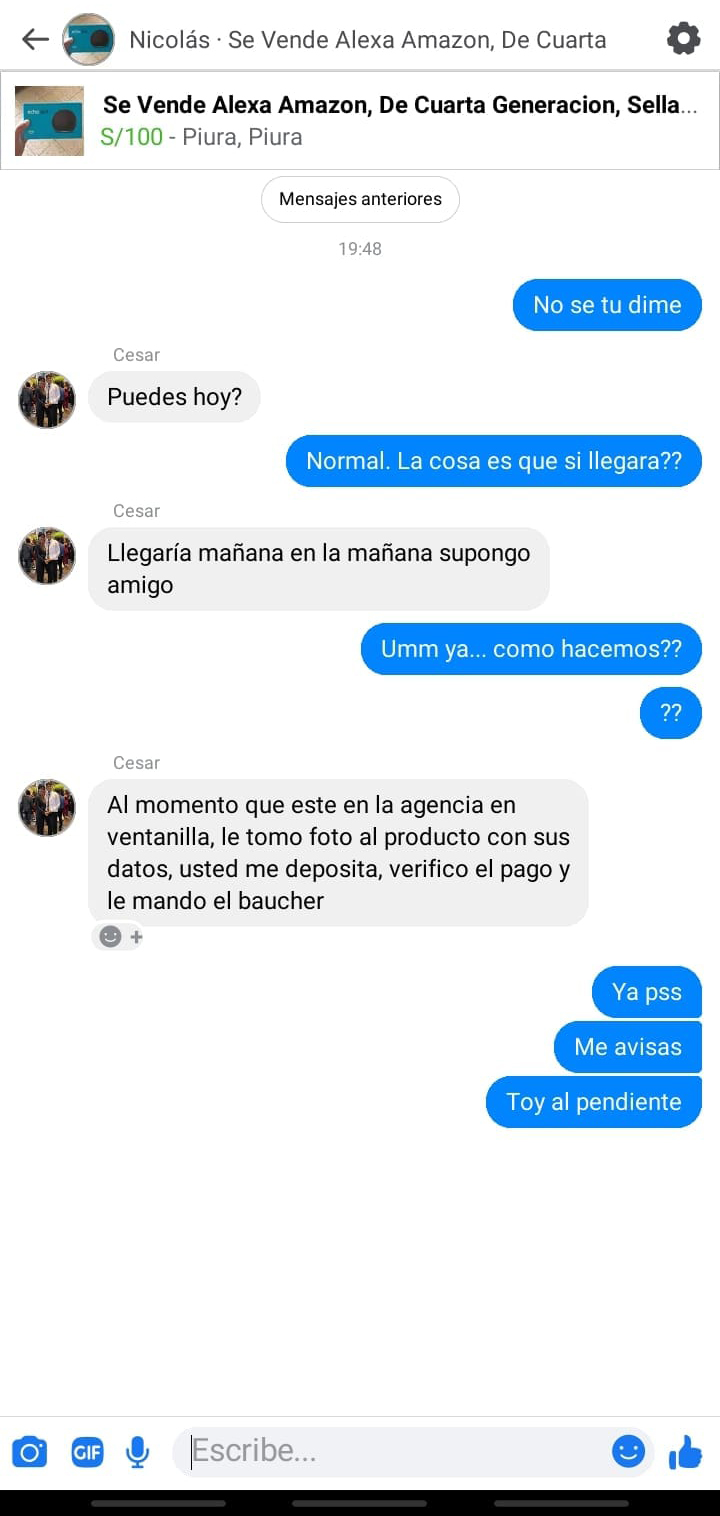 Nicolás · Se Vende Alexa Amazon, De Cuarta
echo
Se Vende Alexa Amazon, De Cuarta Generacion, Sella...
S/100 - Piura, Piura
Mensajes anteriores
19:48
No se tu dime
Cesar
Puedes hoy?
Normal. La cosa es que si llegara??
Cesar
Llegaría mañana en la mañana supongo
amigo
Umm ya... como hacemos??
??
Cesar
Al momento que este en la agencia en
ventanilla, le tomo foto al producto con sus
datos, usted me deposita, verifico el pago y
le mando el baucher
Ya pss
Me avisas
Toy al pendiente
GIF
Escribe...